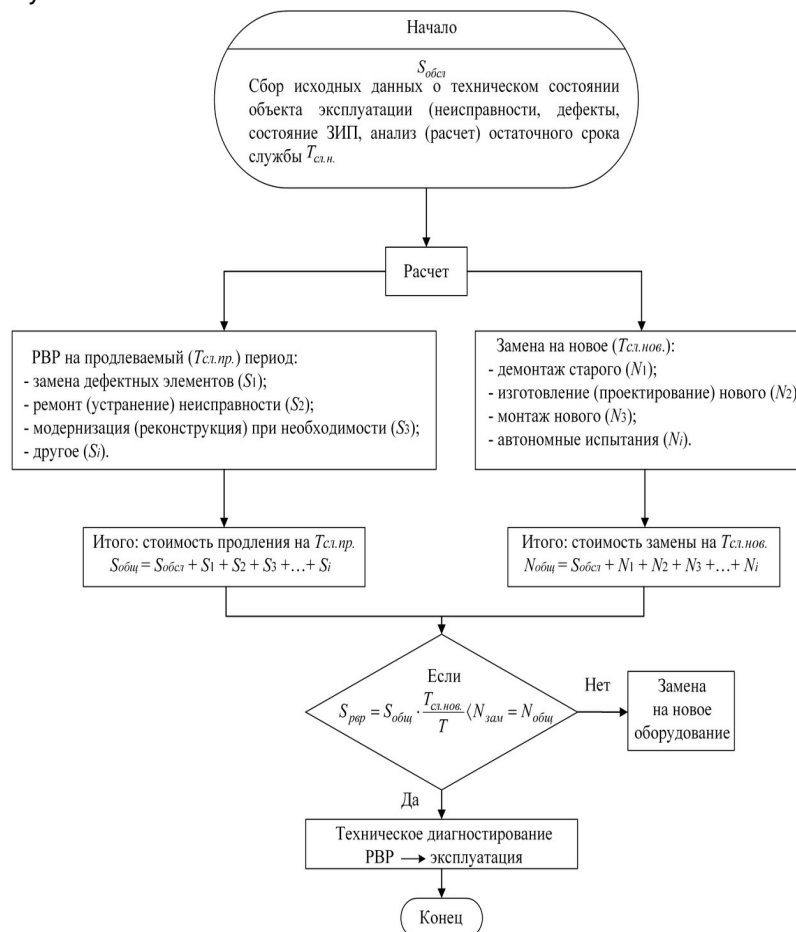 Начало
Sобсл
Сбор исходных данных о техническом состоянии
объекта эксплуатации (неисправности, дефекты,
состояние ЗИП, анализ (расчет) остаточного срока
службы Tсл.н.
Расчет
РВР на продлеваемый (Tсл.пр.) период:
- замена дефектных элементов (S1);
- ремонт (устранение) неисправности (S2);
- модернизация (реконструкция) при необходимости (S3);
- другое (Si).
Замена на новое (Tсл.нов.):
- демонтаж старого (N1);
- изготовление (проектирование) нового (N2)
- монтаж нового (N3);
- автономные испытания (Ni).
Итого: стоимость продления на Tсл.пр.
Sобщ = Sобсл + S1 + S2 + S3 +…+ Si
Итого: стоимость замены на Tсл.нов.
Nобщ = Sобсл + N1 + N2 + N3 +…+ Ni
Если
Sрвр = Sобщ · Tсл.нов. / T ⟨ Nзам = Nобщ
Нет
Замена
на новое
оборудование
Да
Техническое диагностирование
РВР → эксплуатация
Конец